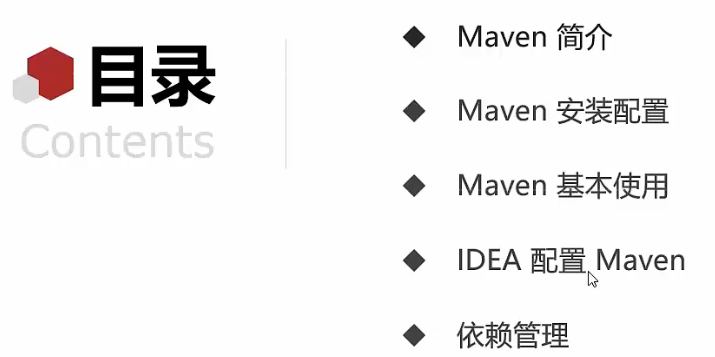 目录
Contents
Maven 简介
Maven 安装配置
Maven 基本使用
IDEA 配置 Maven
依赖管理